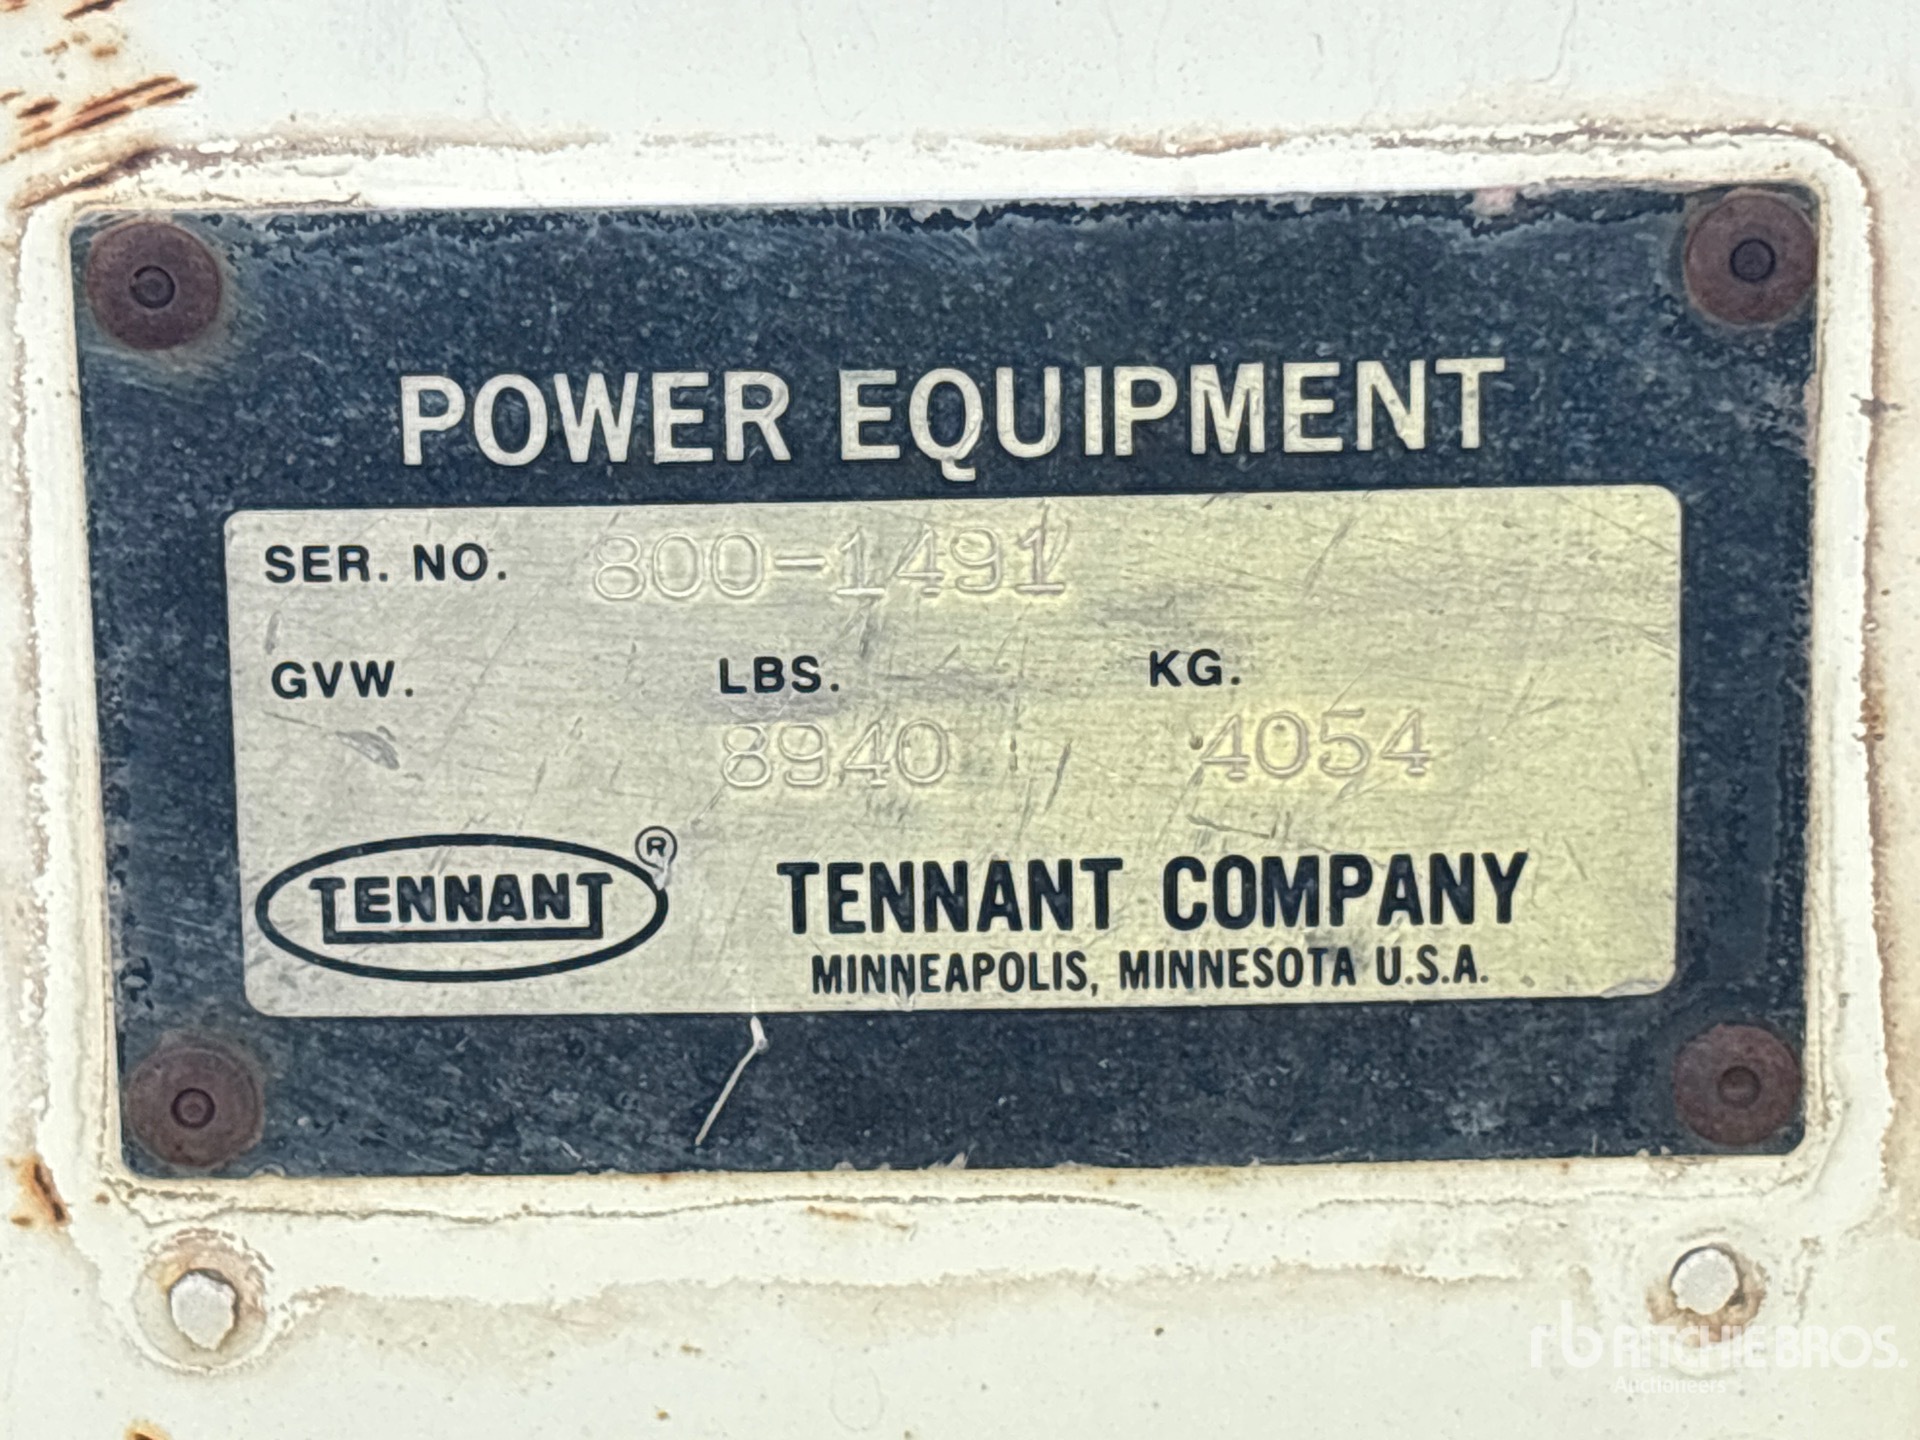 POWER EQUIPMENT
SER. NO. 800-1491
GVW. LBS. KG.
8940 4054
TENNANT ®
TENNANT COMPANY
MINNEAPOLIS, MINNESOTA U.S.A.
rb RITCHIE BROS.
Auctioneers